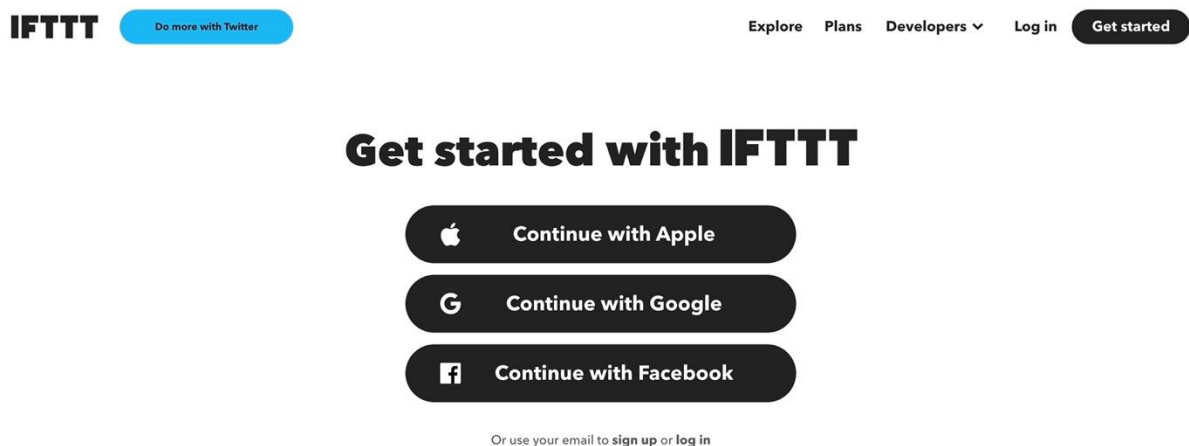 IFTTT Do more with Twitter Explore Plans Developers Log in Get started
Get started with IFTTT
Continue with Apple
Continue with Google
Continue with Facebook
Or use your email to sign up or log in